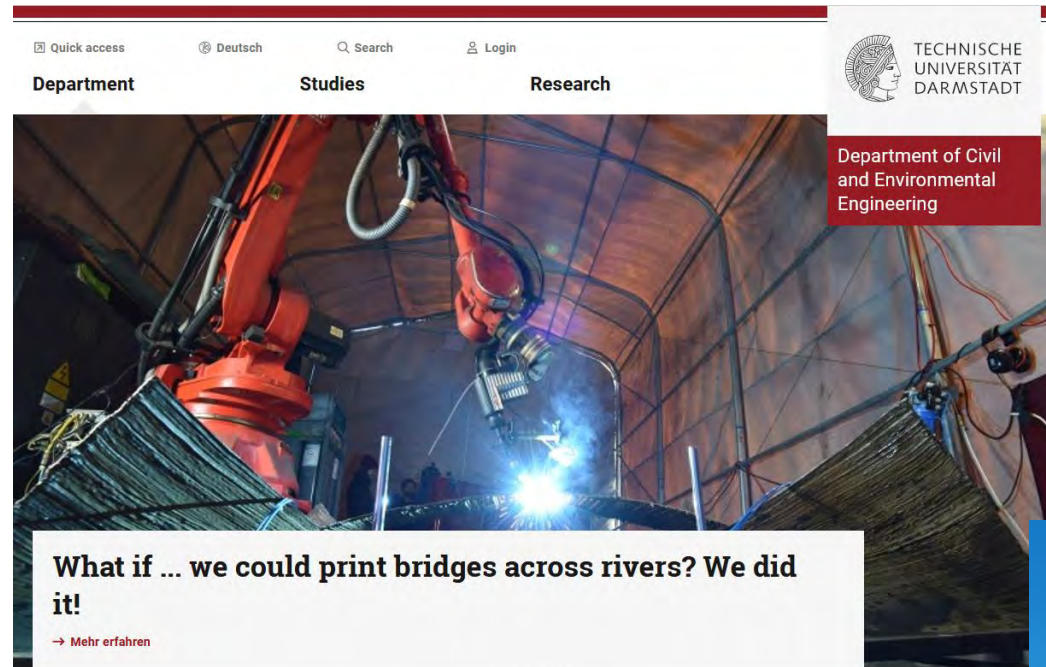 Quick access
Deutsch
Search
Login
Department
Studies
Research
TECHNISCHE
UNIVERSITÄT
DARMSTADT
Department of Civil
and Environmental
Engineering
What if ... we could print bridges across rivers? We did
it!
→ Mehr erfahren